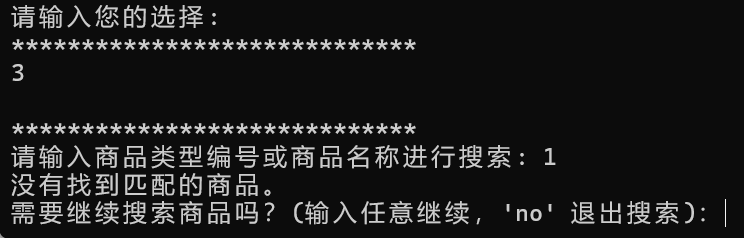 请输入您的选择:
*****************************
3
*****************************
请输入商品类型编号或商品名称进行搜索: 1
没有找到匹配的商品。
需要继续搜索商品吗? (输入任意继续, 'no' 退出搜索):